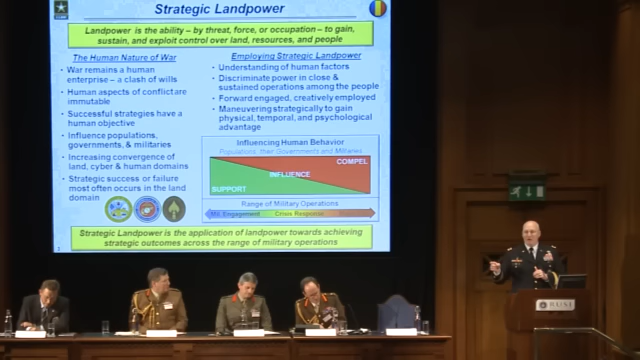 Strategic Landpower
Landpower is the ability – by threat, force, or occupation – to gain,
sustain, and exploit control over land, resources, and people
The Human Nature of War
• War remains a human
enterprise – a clash of wills
• Human aspects of conflict are
immutable
• Successful strategies have a
human objective
• Influence populations,
governments, & militaries
• Increasing convergence of
land, cyber & human domains
• Strategic success or failure
most often occurs in the land
domain
Employing Strategic Landpower
• Understanding of human factors
• Discriminate power in close &
sustained operations among the people
• Forward engaged, creatively employed
• Maneuvering strategically to gain
physical, temporal, and psychological
advantage
Influencing Human Behavior
Populations, their Governments and Militaries
COMPEL
INFLUENCE
SUPPORT
Range of Military Operations
Mil. Engagement
Crisis Response
Strategic Landpower is the application of landpower towards achieving
strategic outcomes across the range of military operations
RUSI